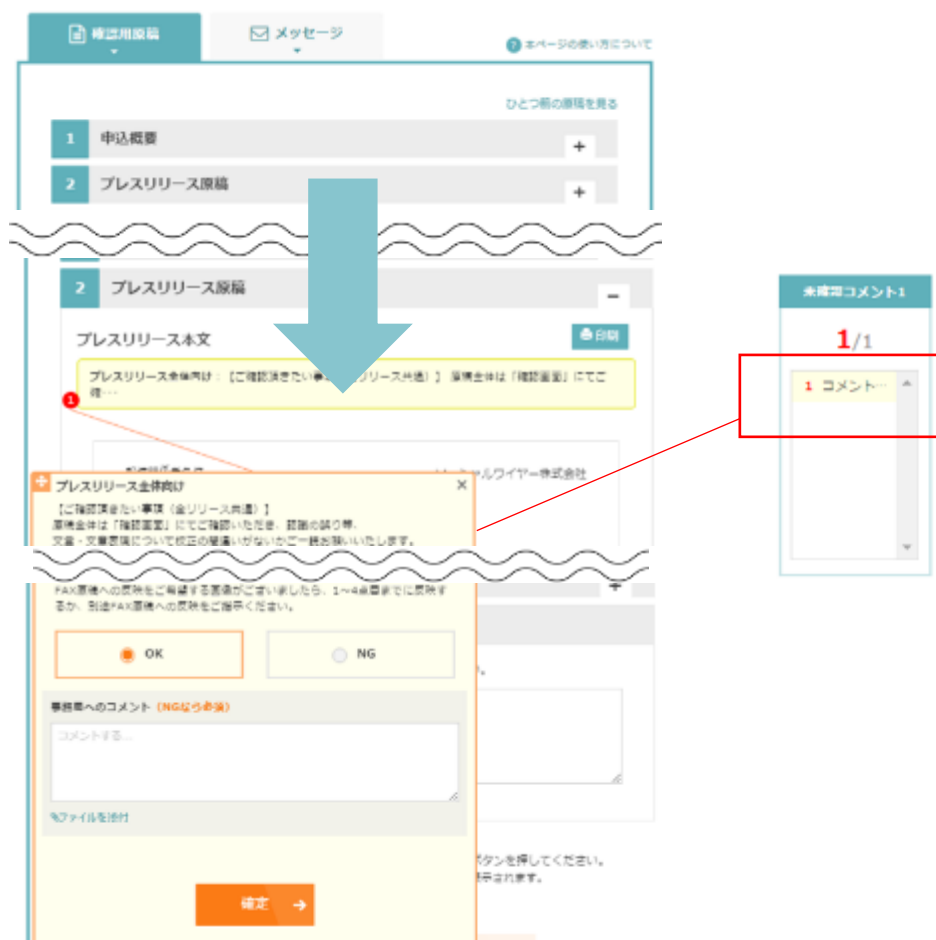 確認用原稿
メッセージ
本ページの使い方について
ひとつ前の原稿を見る
1 申込概要 +
2 プレスリリース原稿 +
2 プレスリリース原稿 −
プレスリリース本文
印刷
プレスリリース全体向け：【ご確認頂きたい事
リリース共通）】 原稿全体は「確認画面」にてご
確…
1
ルワイヤー株式会社
プレスリリース全体向け ×
【ご確認頂きたい事項（全リリース共通）】
原稿全体は「確認画面」にてご確認いただき、認識の誤り等、
文言・文章表現について校正の間違いがないかご一読お願いいたします。
FAX原稿への反映をご希望する画像がございましたら、1～4点目までに反映す
るか、別途FAX原稿への反映をご指示ください。
+
OK
NG
事務局へのコメント（NGなら必須）
コメントする...
ファイルを添付
ボタンを押してください。
表示されます。
確定 →
未確認コメント1
1/1
1 コメント…